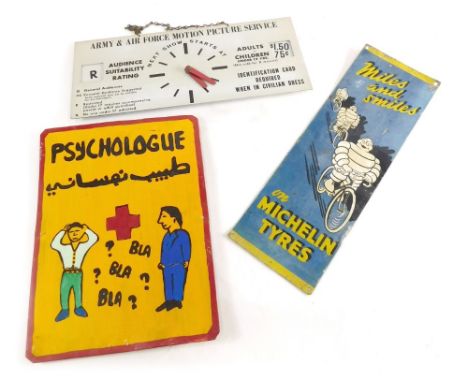 ARMY & AIR FORCE MOTION PICTURE SERVICE
NEXT SHOW STARTS AT
R
AUDIENCE
SUITABILITY
RATING
ADULTS $1.50
CHILDREN 75¢
IDENTIFICATION CARD
REQUIRED
WHEN IN CIVILIAN DRESS
PSYCHOLOGUE
طبيب نفساني
BLA
?
? BLA
?
BLA ?
Miles
and
smiles
on
MICHELIN
TYRES